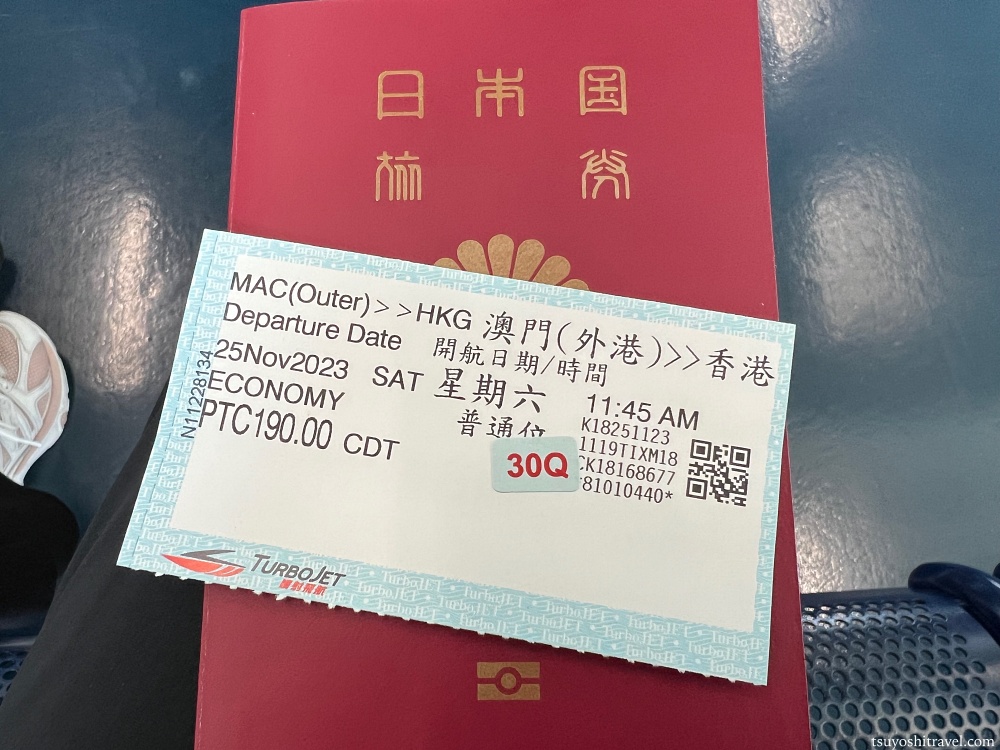 日本国
旅券
MAC(Outer)>>HKG 澳門(外港)>>香港
Departure Date 開航日期/時間
25Nov2023 SAT 星期六 11:45 AM
ECONOMY 普通位
PTC190.00 CDT
K18251123
1119TIXM18
CK18168677
81010440*
30Q
N11228134
TURBOJET
噴射飛航
tsuyoshitravel.com